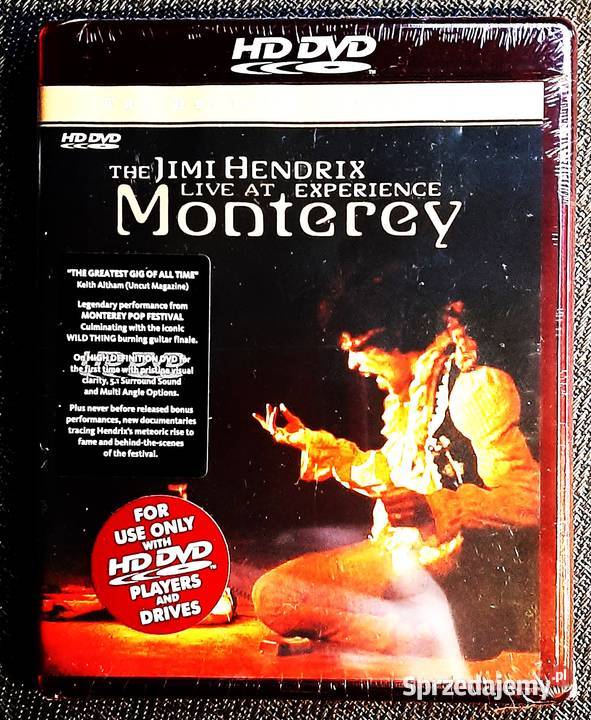 HD DVD
HD DVD
THE JIMI HENDRIX
LIVE AT EXPERIENCE
Monterey
"THE GREATEST GIG OF ALL TIME"
Keith Altham (Uncut Magazine)
Legendary performance from
MONTEREY POP FESTIVAL
Culminating with the iconic
WILD THING burning guitar finale.
On HIGH DEFINITION DVD for
the first time with pristine visual
clarity, 5.1 Surround Sound
and Multi Angle Options.
Plus never before released bonus
performances, new documentaries
tracing Hendrix's meteoric rise to
fame and behind-the-scenes
of the festival.
FOR
USE ONLY
WITH
HD DVD™
PLAYERS
AND
DRIVES
Sprzedajemy.pl